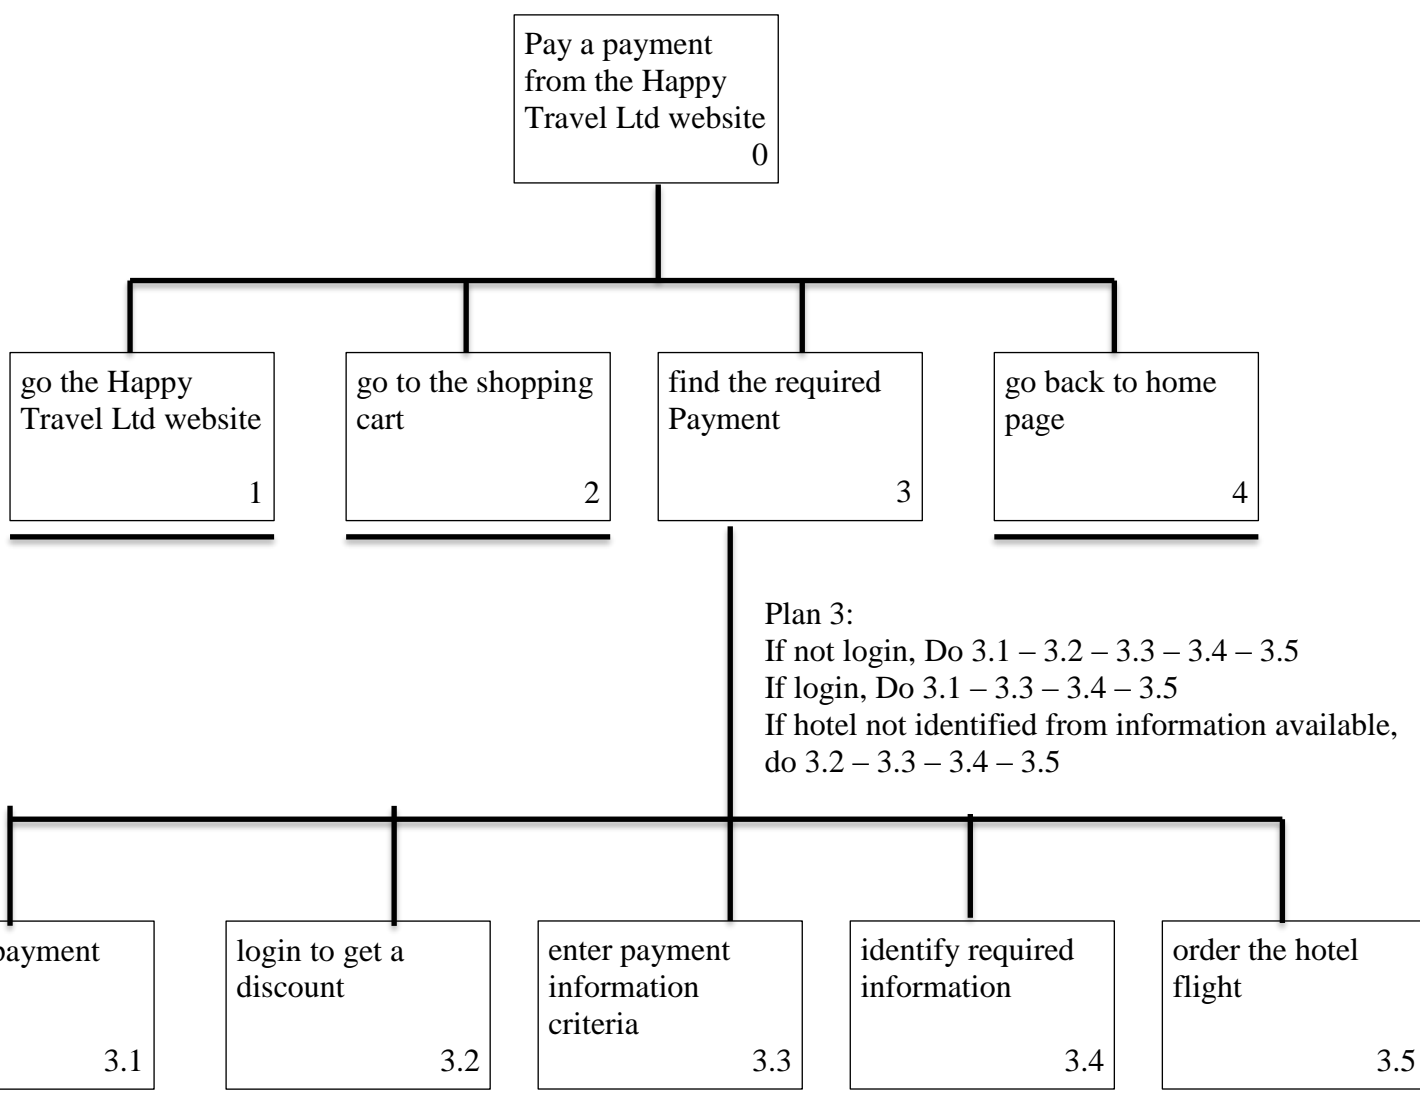 Pay a payment
from the Happy
Travel Ltd website
0
go the Happy
Travel Ltd website
1
go to the shopping
cart
2
find the required
Payment
3
go back to home
page
4
Plan 3:
If not login, Do 3.1 – 3.2 – 3.3 – 3.4 – 3.5
If login, Do 3.1 – 3.3 – 3.4 – 3.5
If hotel not identified from information available,
do 3.2 – 3.3 – 3.4 – 3.5
payment
3.1
login to get a
discount
3.2
enter payment
information
criteria
3.3
identify required
information
3.4
order the hotel
flight
3.5